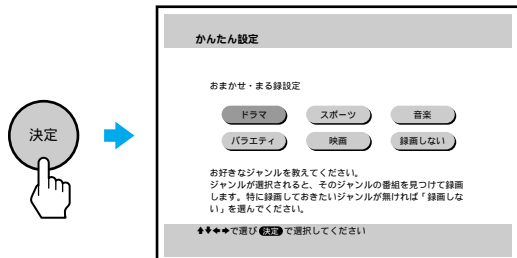 かんたん設定
おまかせ・まる録設定
ドラマ スポーツ 音楽
決定
バラエティ 映画 録画しない
お好きなジャンルを教えてください。
ジャンルが選択されると、そのジャンルの番組を見つけて録画
します。特に録画しておきたいジャンルが無ければ「録画しな
い」を選んでください。
↑↓←→で選び 決定 で選択してください